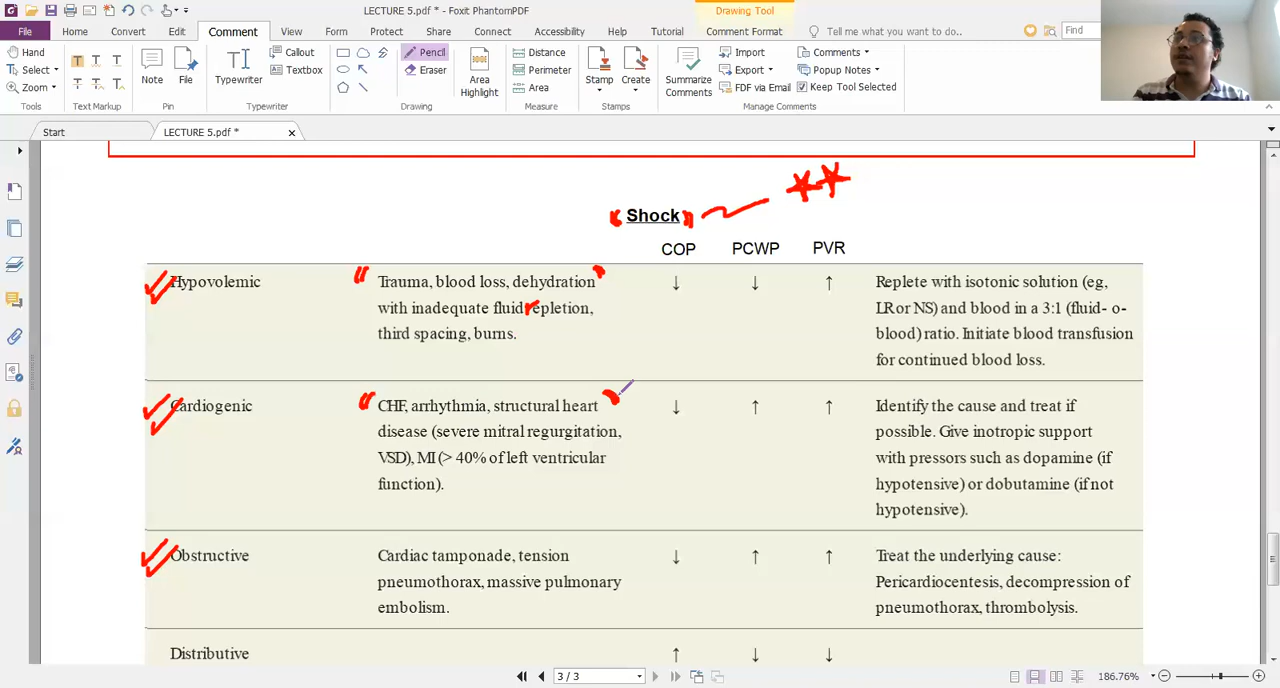 LECTURE 5.pdf * - Foxit PhantomPDF
Drawing Tool
File Home Convert Edit Comment View Form Protect Share Connect Accessibility Help Tutorial Comment Format Tell me what you want to do.. Find
Hand
Select
Zoom
Tools
T T T
T T T
Text Markup
Note
File
Pin
Typewriter
Callout
Textbox
Typewriter
Pencil
Eraser
Drawing
Area
Highlight
Distance
Perimeter
Area
Measure
Stamp
Create
Stamps
Summarize
Comments
Import
Export
FDF via Email
Comments
Popup Notes
Keep Tool Selected
Manage Comments
Start
LECTURE 5.pdf *
Shock
COP PCWP PVR
Hypovolemic
Trauma, blood loss, dehydration
with inadequate fluid repletion,
third spacing, burns.
↓ ↓ ↑
Replete with isotonic solution (eg,
LR or NS) and blood in a 3:1 (fluid- o-
blood) ratio. Initiate blood transfusion
for continued blood loss.
Cardiogenic
CHF, arrhythmia, structural heart
disease (severe mitral regurgitation,
VSD), MI (> 40% of left ventricular
function).
↓ ↑ ↑
Identify the cause and treat if
possible. Give inotropic support
with pressors such as dopamine (if
hypotensive) or dobutamine (if not
hypotensive).
Obstructive
Cardiac tamponade, tension
pneumothorax, massive pulmonary
embolism.
↓ ↑ ↑
Treat the underlying cause:
Pericardiocentesis, decompression of
pneumothorax, thrombolysis.
Distributive
↑ ↓ ↓
3 / 3
186.76%